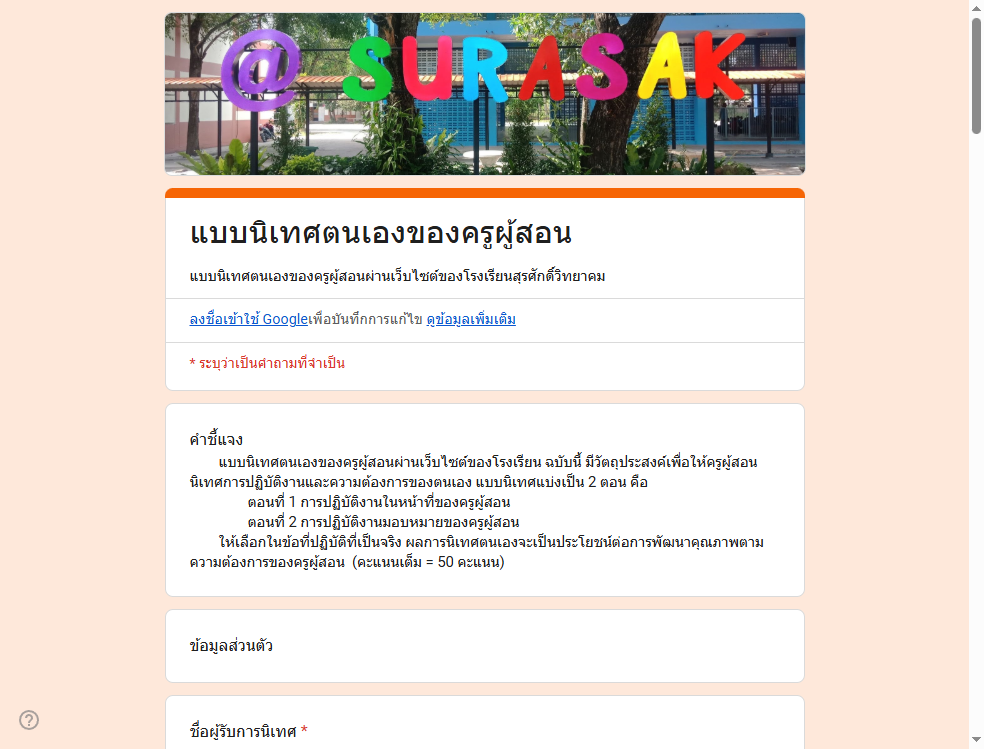 @ SURASAK
แบบนิเทศตนเองของครูผู้สอน
แบบนิเทศตนเองของครูผู้สอนผ่านเว็บไซต์ของโรงเรียนสุรศักดิ์วิทยาคม
ลงชื่อเข้าใช้ Googleเพื่อบันทึกการแก้ไข ดูข้อมูลเพิ่มเติม
* ระบุว่าเป็นคำถามที่จำเป็น
คำชี้แจง
แบบนิเทศตนเองของครูผู้สอนผ่านเว็บไซต์ของโรงเรียน ฉบับนี้ มีวัตถุประสงค์เพื่อให้ครูผู้สอน
นิเทศการปฏิบัติงานและความต้องการของตนเอง แบบนิเทศแบ่งเป็น 2 ตอน คือ
ตอนที่ 1 การปฏิบัติงานในหน้าที่ของครูผู้สอน
ตอนที่ 2 การปฏิบัติงานมอบหมายของครูผู้สอน
ให้เลือกในข้อที่ปฏิบัติที่เป็นจริง ผลการนิเทศตนเองจะเป็นประโยชน์ต่อการพัฒนาคุณภาพตาม
ความต้องการของครูผู้สอน (คะแนนเต็ม = 50 คะแนน)
ข้อมูลส่วนตัว
ชื่อผู้รับการนิเทศ *